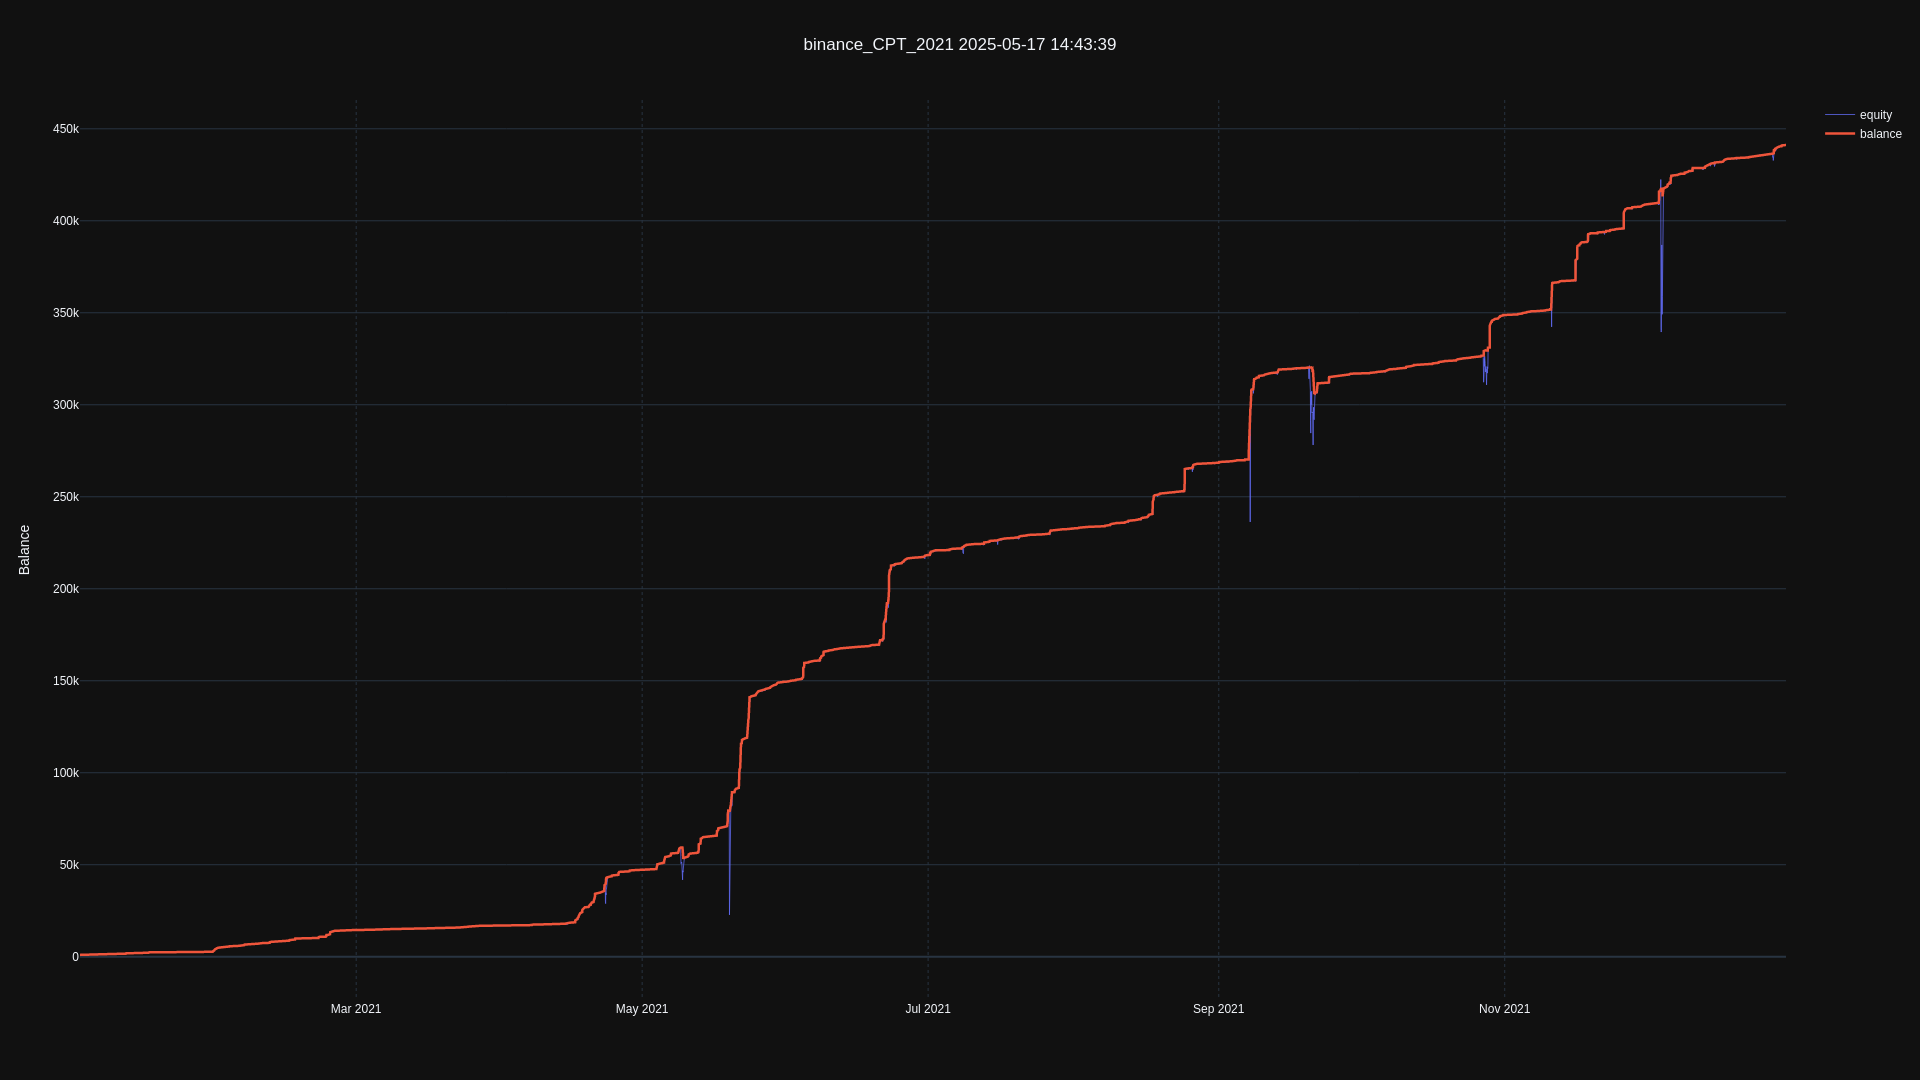 binance_CPT_2021 2025-05-17 14:43:39
equity
balance
450k
400k
350k
300k
250k
200k
150k
100k
50k
0
Balance
Mar 2021
May 2021
Jul 2021
Sep 2021
Nov 2021